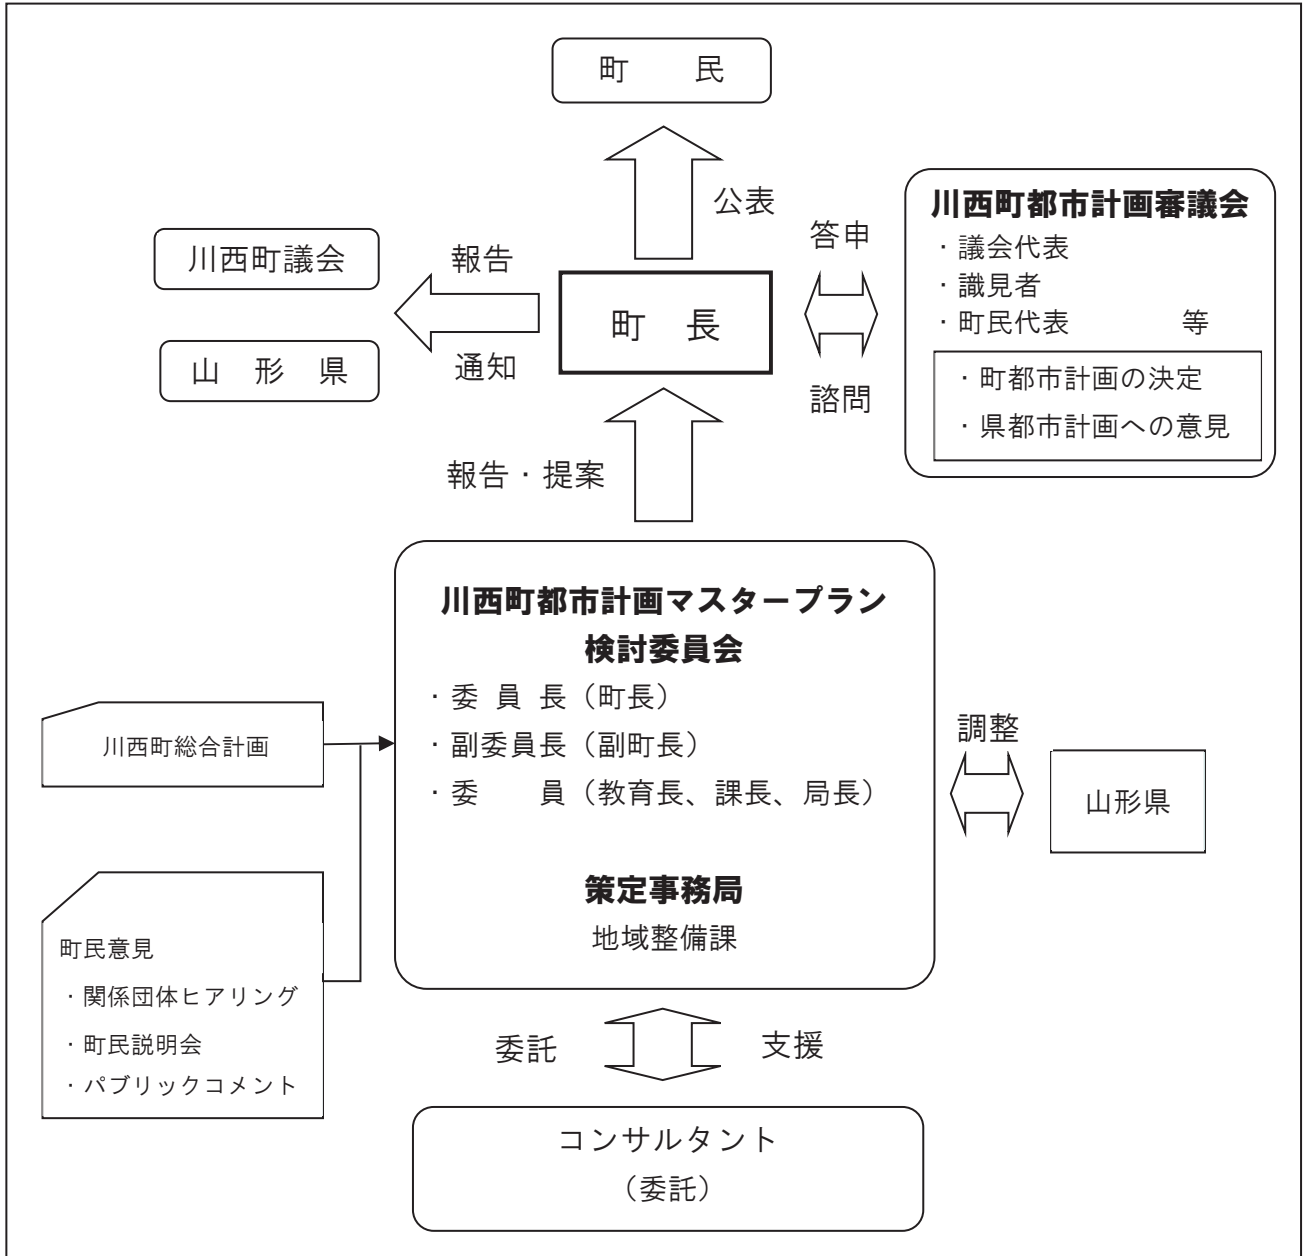 町　　民
公表
川西町都市計画審議会
・議会代表
・識見者
・町民代表　　　　等
・町都市計画の決定
・県都市計画への意見
答申
諮問
川西町議会
報告
町　長
山　形　県
通知
報告・提案
川西町都市計画マスタープラン
検討委員会
・委 員 長（町長）
・副委員長（副町長）
・委　　員（教育長、課長、局長）
策定事務局
地域整備課
川西町総合計画
調整
山形県
町民意見
・関係団体ヒアリング
・町民説明会
・パブリックコメント
委託
支援
コンサルタント
（委託）